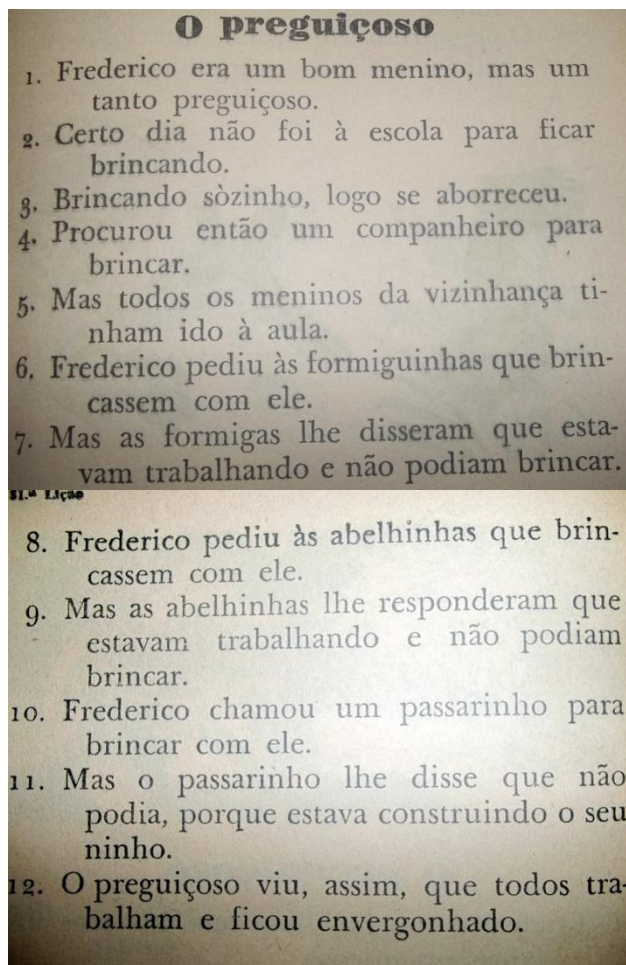 O preguiçoso
1. Frederico era um bom menino, mas um
tanto preguiçoso.
2. Certo dia não foi à escola para ficar
brincando.
3. Brincando sòzinho, logo se aborreceu.
4. Procurou então um companheiro para
brincar.
5. Mas todos os meninos da vizinhança ti-
nham ido à aula.
6. Frederico pediu às formiguinhas que brin-
cassem com ele.
7. Mas as formigas lhe disseram que esta-
vam trabalhando e não podiam brincar.
31.ª Lição
8. Frederico pediu às abelhinhas que brin-
cassem com ele.
9. Mas as abelhinhas lhe responderam que
estavam trabalhando e não podiam
brincar.
10. Frederico chamou um passarinho para
brincar com ele.
11. Mas o passarinho lhe disse que não
podia, porque estava construindo o seu
ninho.
12. O preguiçoso viu, assim, que todos tra-
balham e ficou envergonhado.